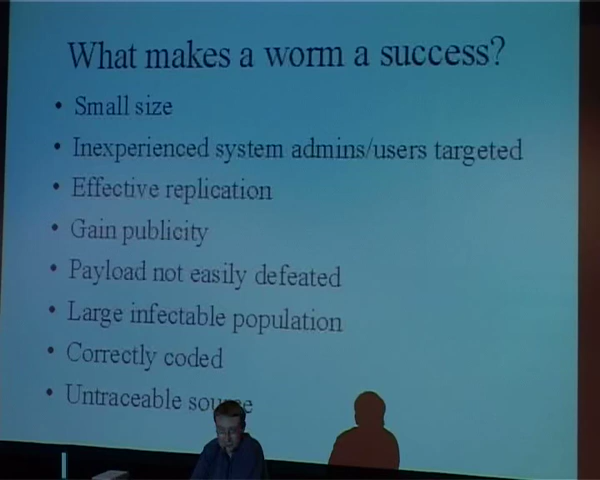 What makes a worm a success?
• Small size
• Inexperienced system admins/users targeted
• Effective replication
• Gain publicity
• Payload not easily defeated
• Large infectable population
• Correctly coded
• Untraceable source